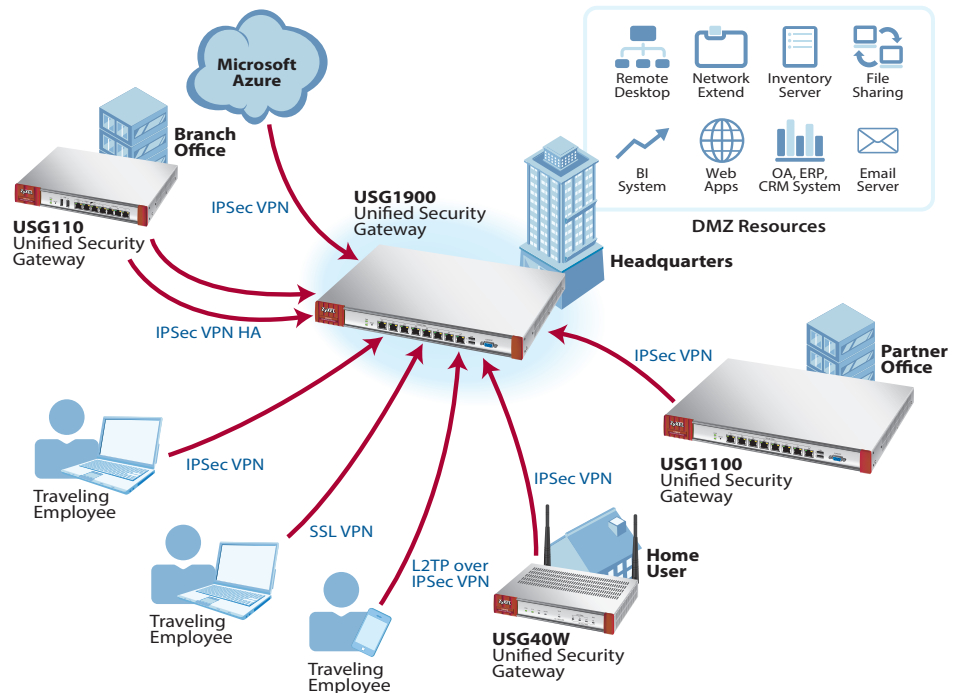 Microsoft
Azure
Branch
Office
USG110
Unified Security
Gateway
IPSec VPN
IPSec VPN HA
USG1900
Unified Security
Gateway
Headquarters
Remote
Desktop
Network
Extend
Inventory
Server
File
Sharing
BI
System
Web
Apps
OA, ERP,
CRM System
Email
Server
DMZ Resources
IPSec VPN
Partner
Office
USG1100
Unified Security
Gateway
Traveling
Employee
IPSec VPN
Traveling
Employee
SSL VPN
Traveling
Employee
L2TP over
IPSec VPN
IPSec VPN
Home
User
USG40W
Unified Security
Gateway
ZyXEL
ZyXEL
ZyXEL